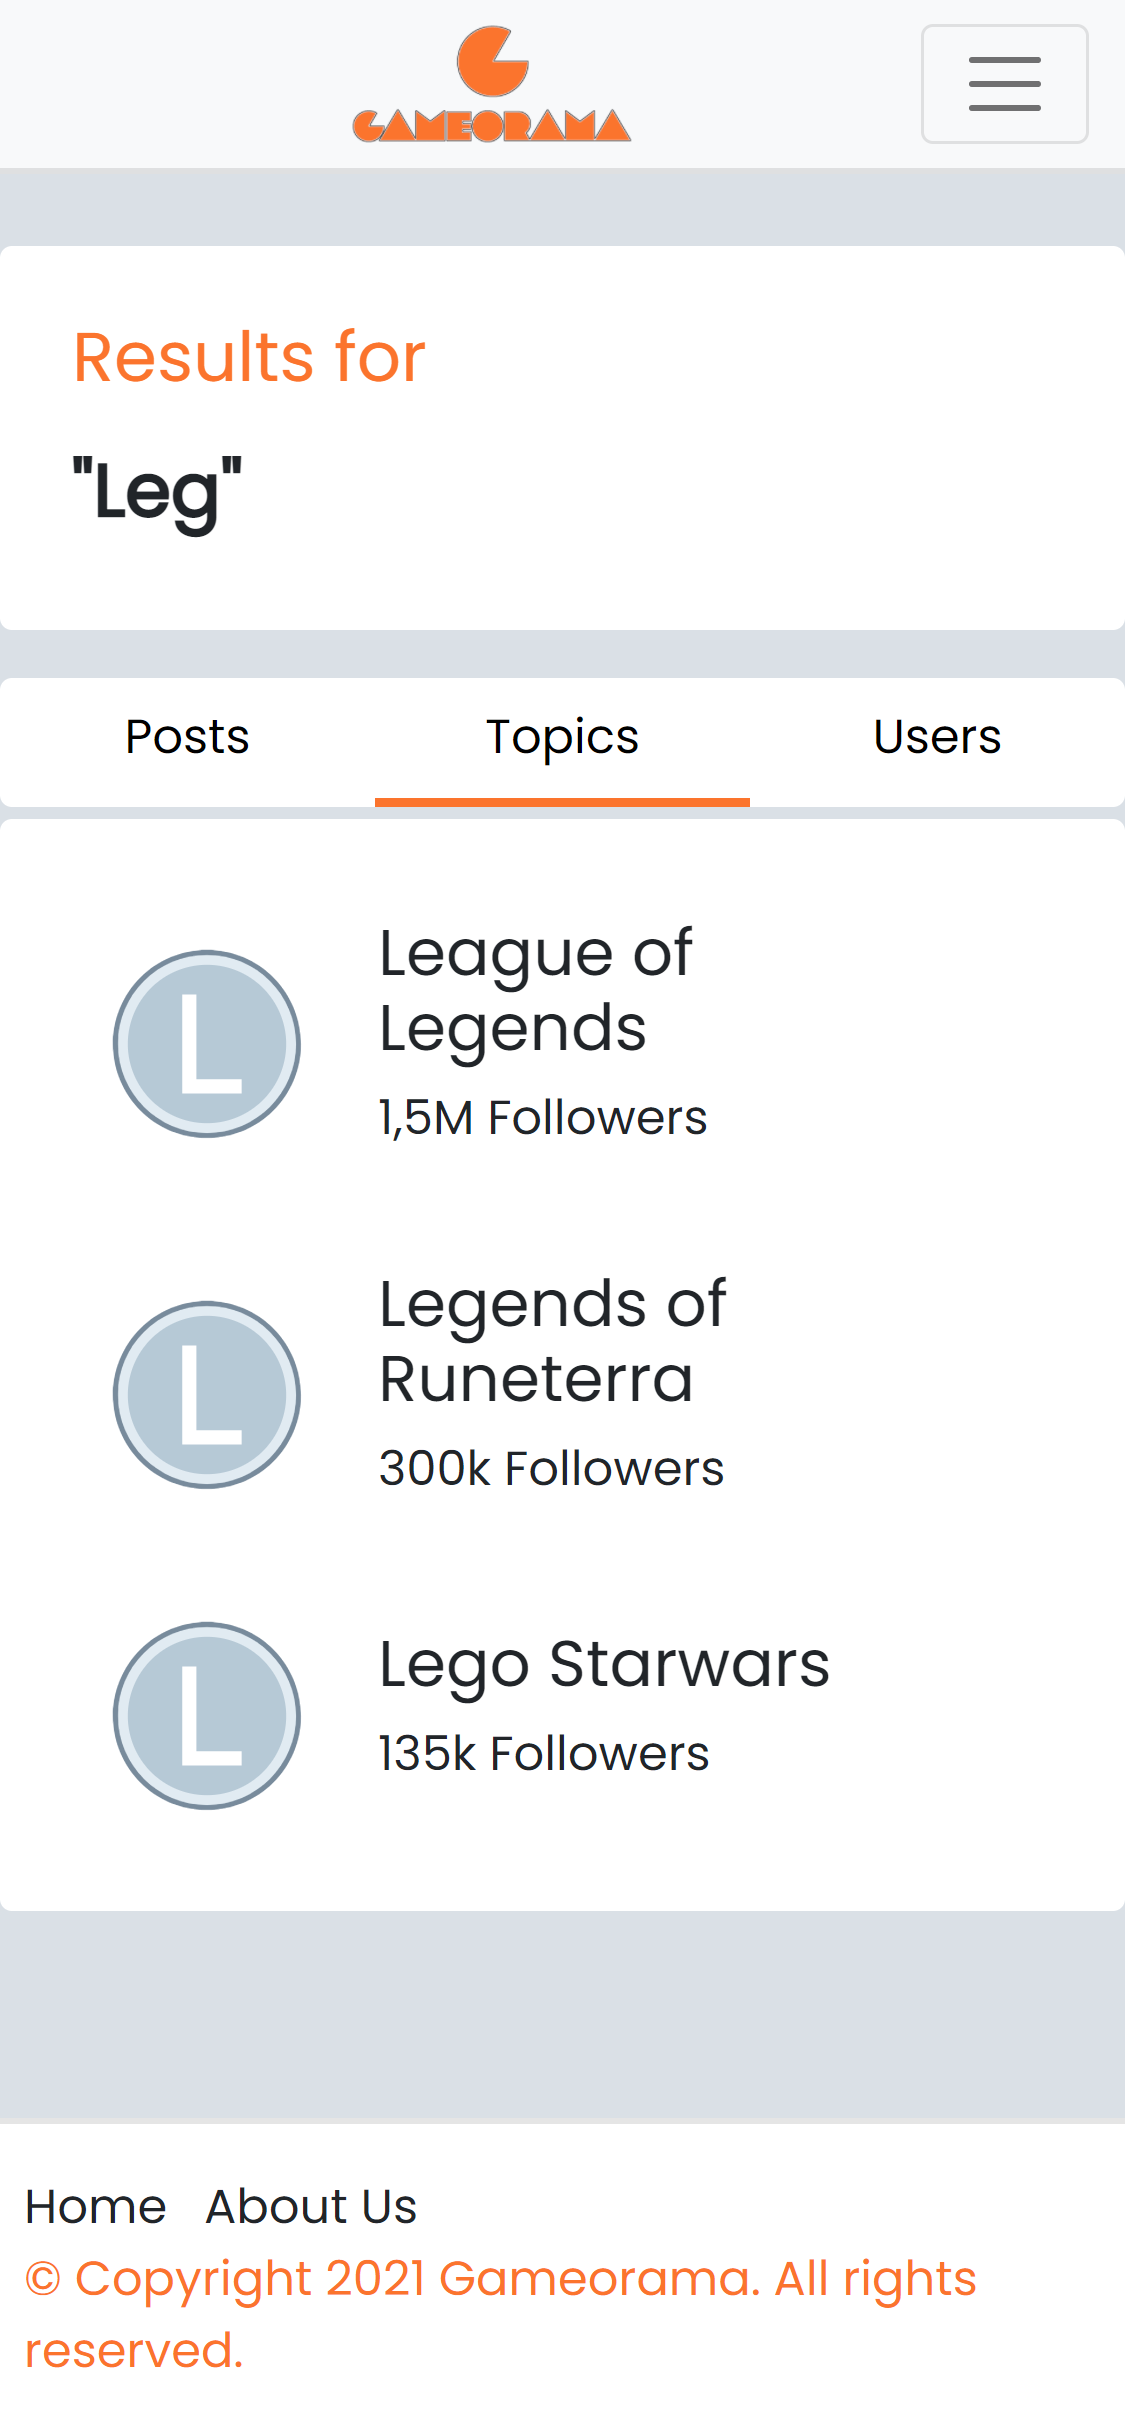 GAMEORAMA
Results for
"Leg"
Posts Topics Users
L
League of
Legends
1,5M Followers
L
Legends of
Runeterra
300k Followers
L
Lego Starwars
135k Followers
Home About Us
© Copyright 2021 Gameorama. All rights
reserved.